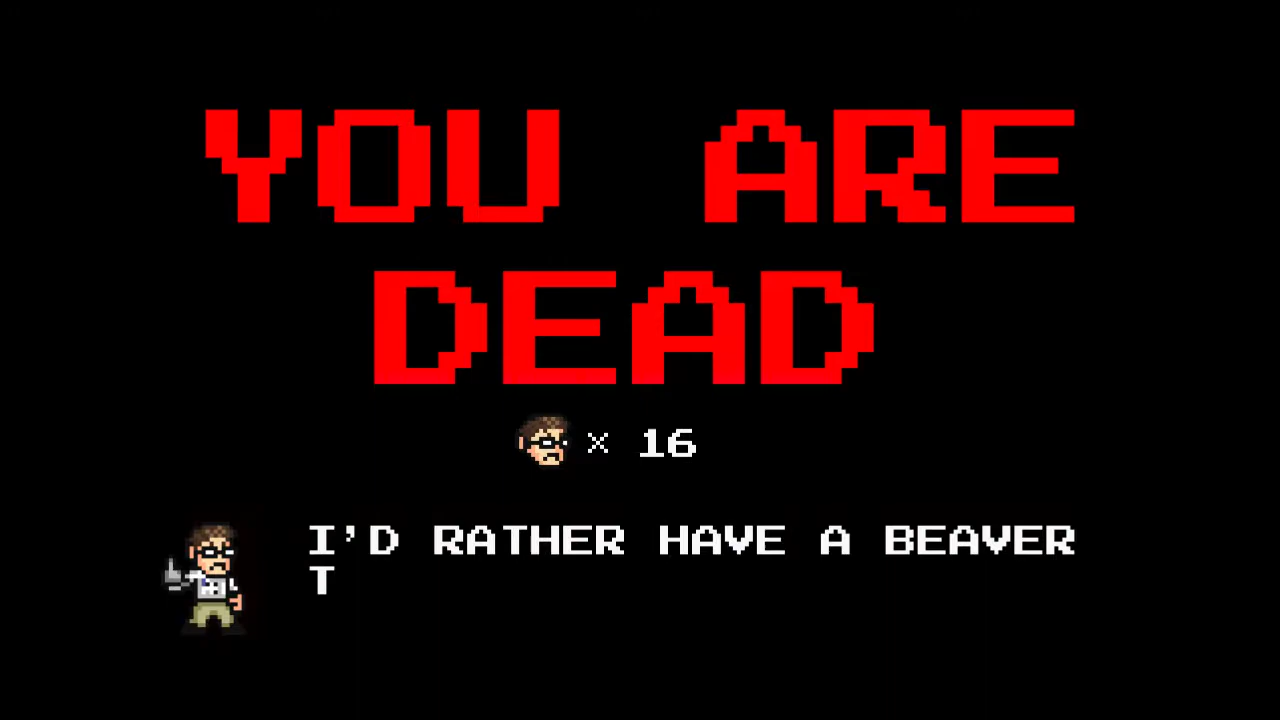 YOU ARE
DEAD
x 16
I'D RATHER HAVE A BEAVER
T